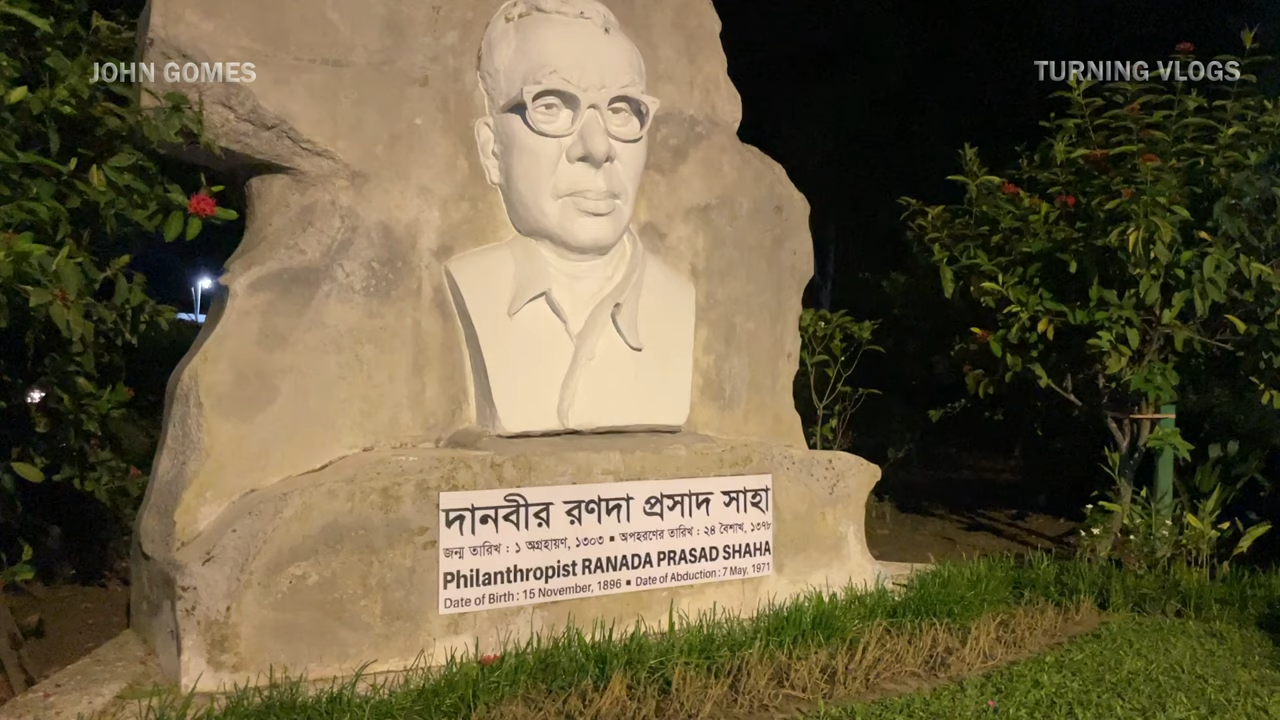 JOHN GOMES
TURNING VLOGS
দানবীর রণদা প্রসাদ সাহা
জন্ম তারিখ : ১ অগ্রহায়ণ, ১৩০৩ ▪ অপহরণের তারিখ : ২৪ বৈশাখ, ১৩৭৮
Philanthropist RANADA PRASAD SHAHA
Date of Birth : 15 November, 1896 ▪ Date of Abduction : 7 May, 1971